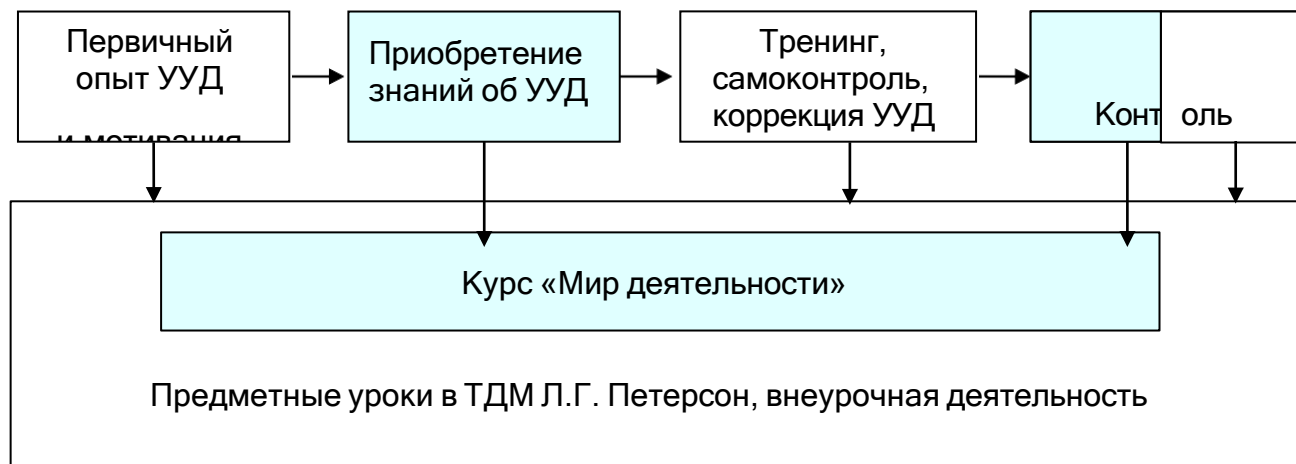 Первичный
опыт УУД
и мотивация
Приобретение
знаний об УУД
Тренинг,
самоконтроль,
коррекция УУД
Конт оль
Курс «Мир деятельности»
Предметные уроки в ТДМ Л.Г. Петерсон, внеурочная деятельность